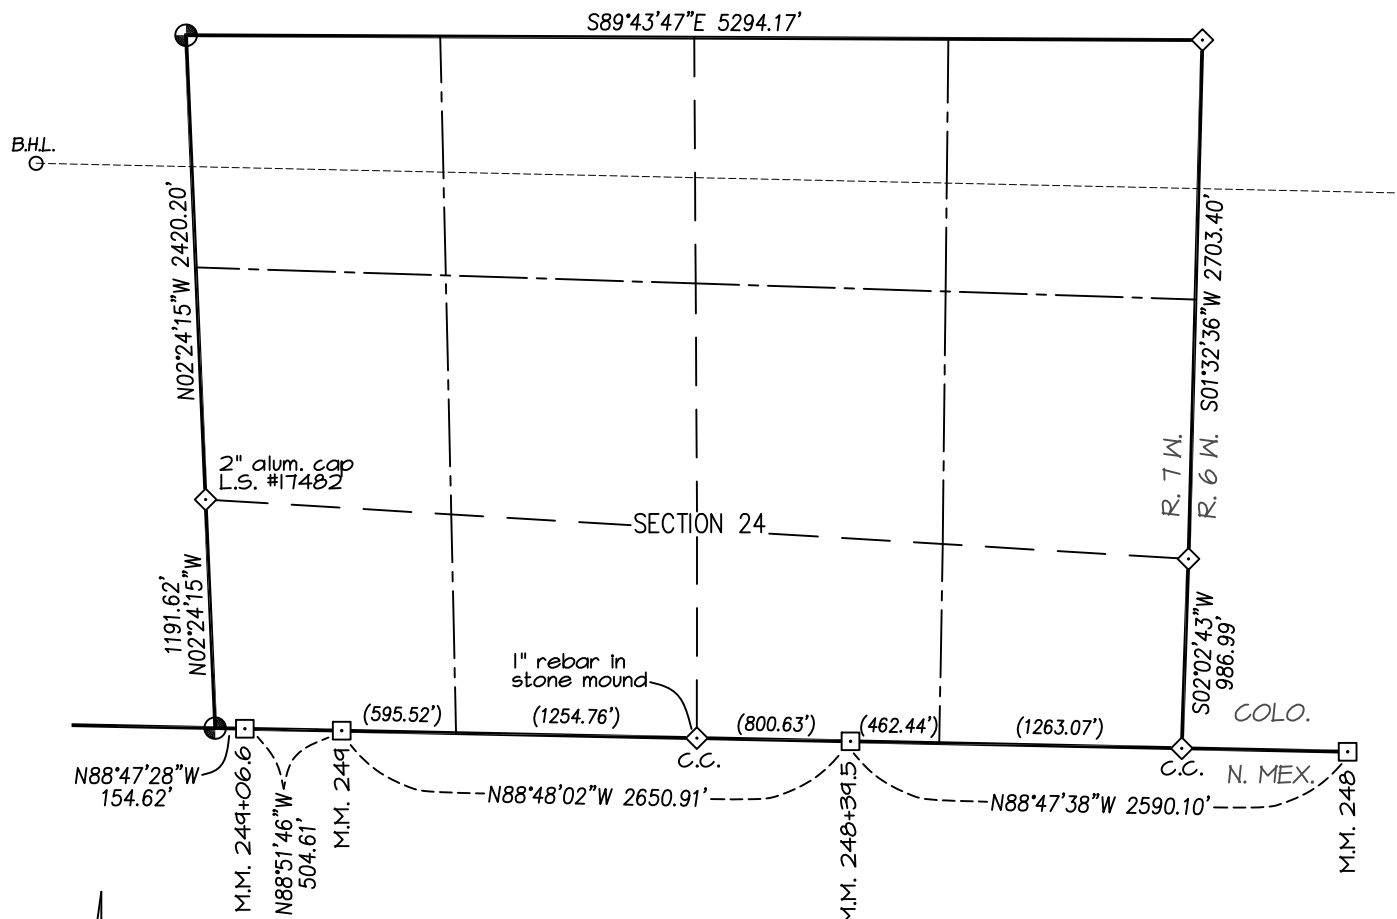 S89°43'47"E 5294.17'
B.H.L.
N02°24'15"W 2420.20'
S01°32'36"W 2703.40'
R. 7 W.
R. 6 W.
2" alum. cap
L.S. #17482
SECTION 24
1191.62'
N02°24'15"W
S02°02'43"W
986.99'
1" rebar in
stone mound
(595.52')
(1254.76')
(800.63')
(462.44')
(1263.07')
COLO.
N. MEX.
C.C.
C.C.
N88°47'28"W
154.62'
M.M. 249+06.6
N88°51'46"W
504.61'
M.M. 249
N88°48'02"W 2650.91'
M.M. 248+39.5
N88°47'38"W 2590.10'
M.M. 248